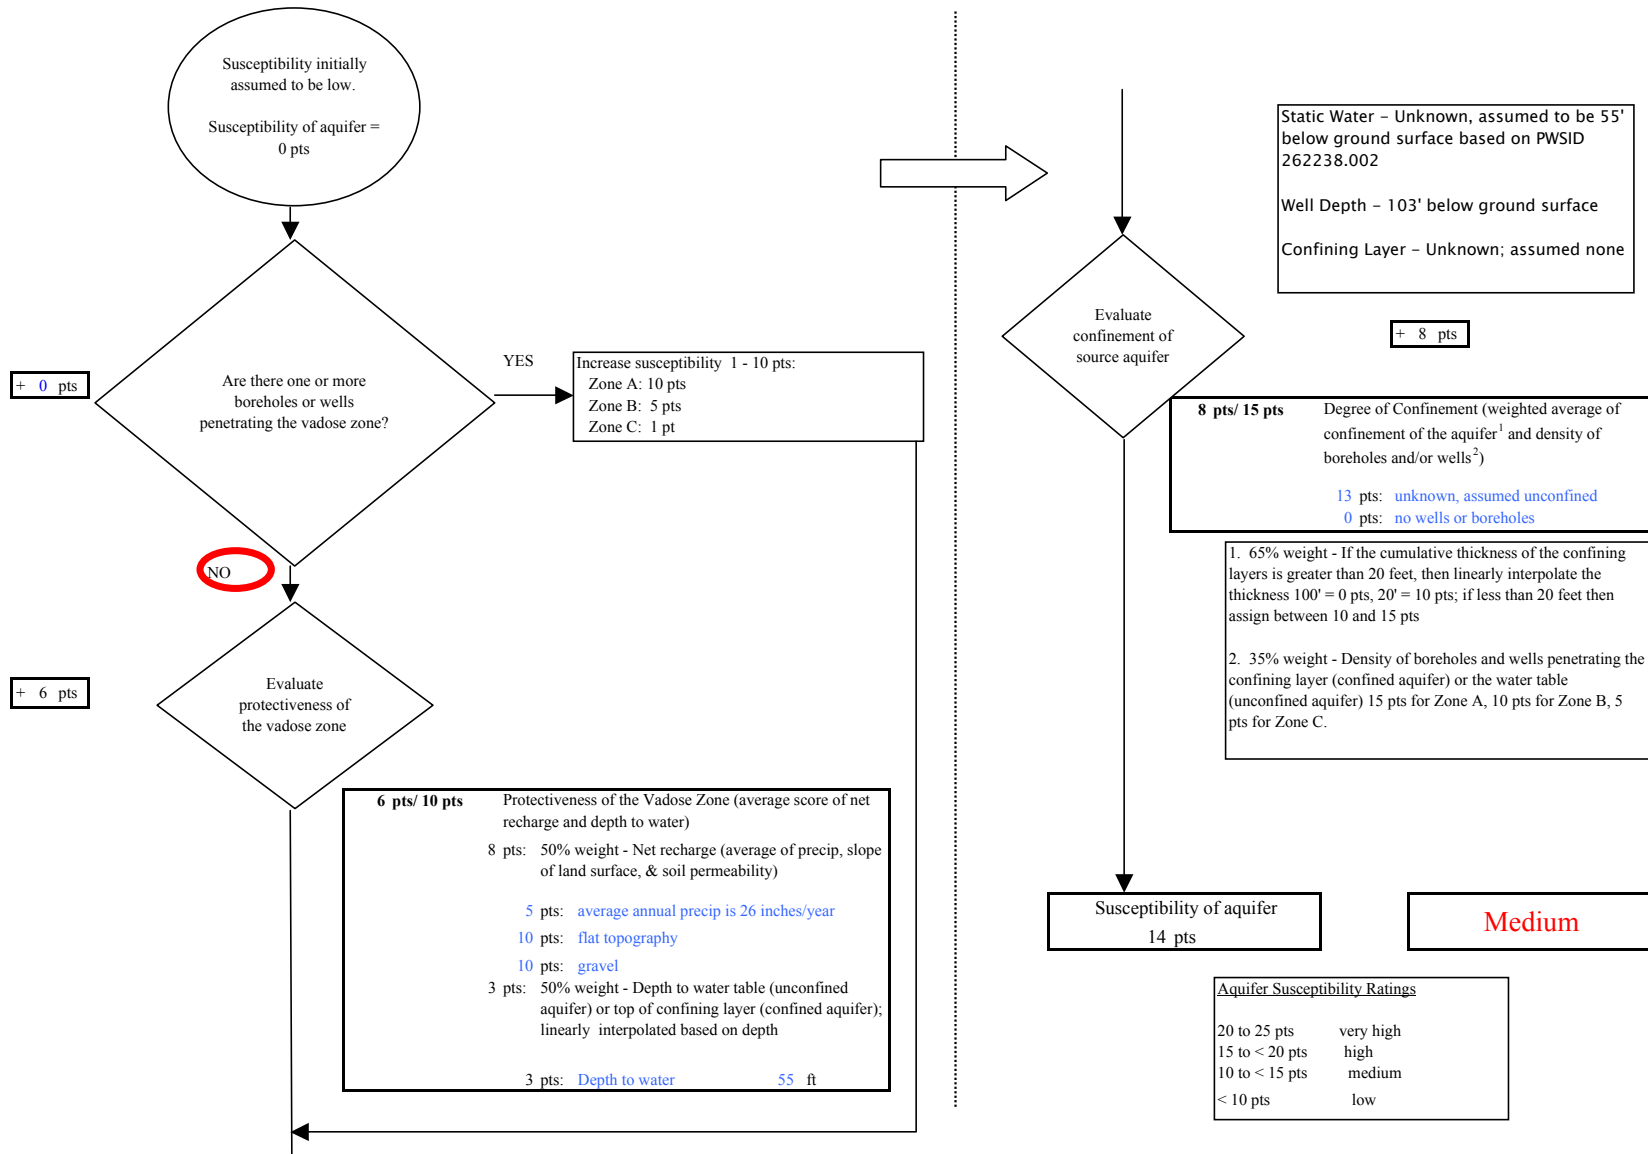 Susceptibility initially
assumed to be low.
Susceptibility of aquifer =
0 pts
+ 0 pts
Are there one or more
boreholes or wells
penetrating the vadose zone?
YES
Increase susceptibility 1 - 10 pts:
Zone A: 10 pts
Zone B: 5 pts
Zone C: 1 pt
NO
+ 6 pts
Evaluate
protectiveness of
the vadose zone
6 pts/ 10 pts Protectiveness of the Vadose Zone (average score of net
recharge and depth to water)
8 pts: 50% weight - Net recharge (average of precip, slope
of land surface, & soil permeability)
5 pts: average annual precip is 26 inches/year
10 pts: flat topography
10 pts: gravel
3 pts: 50% weight - Depth to water table (unconfined
aquifer) or top of confining layer (confined aquifer);
linearly interpolated based on depth
3 pts: Depth to water 55 ft
Static Water – Unknown, assumed to be 55'
below ground surface based on PWSID
262238.002
Well Depth – 103' below ground surface
Confining Layer – Unknown; assumed none
Evaluate
confinement of
source aquifer
+ 8 pts
8 pts/ 15 pts Degree of Confinement (weighted average of
confinement of the aquifer1 and density of
boreholes and/or wells2)
13 pts: unknown, assumed unconfined
0 pts: no wells or boreholes
1. 65% weight - If the cumulative thickness of the confining
layers is greater than 20 feet, then linearly interpolate the
thickness 100' = 0 pts, 20' = 10 pts; if less than 20 feet then
assign between 10 and 15 pts
2. 35% weight - Density of boreholes and wells penetrating the
confining layer (confined aquifer) or the water table
(unconfined aquifer) 15 pts for Zone A, 10 pts for Zone B, 5
pts for Zone C.
Susceptibility of aquifer
14 pts
Medium
Aquifer Susceptibility Ratings
20 to 25 pts very high
15 to < 20 pts high
10 to < 15 pts medium
< 10 pts low